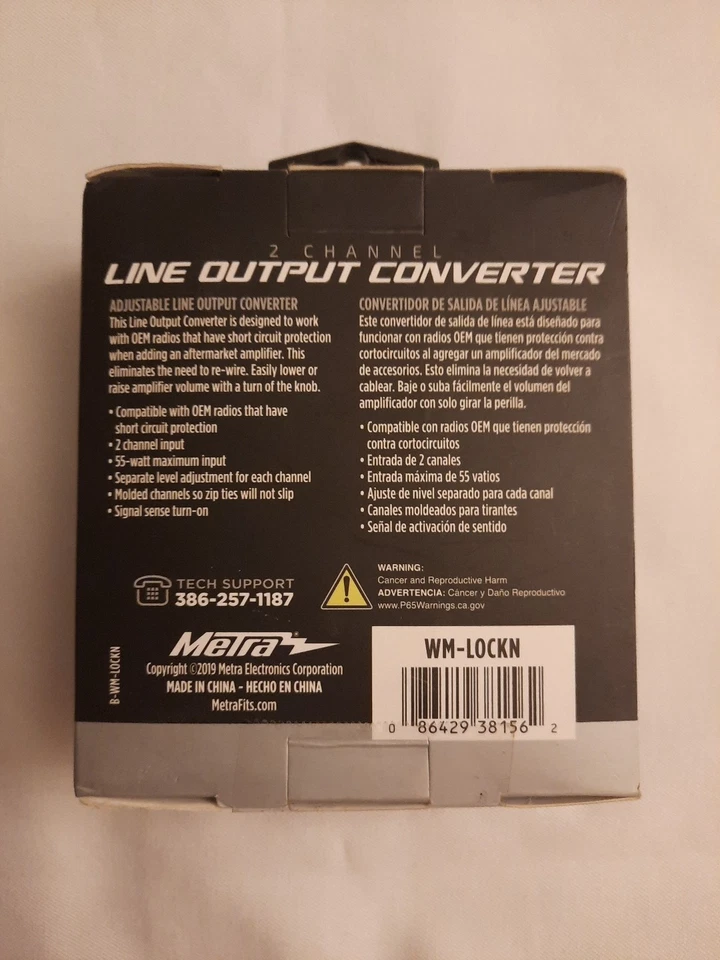 2 CHANNEL
LINE OUTPUT CONVERTER
ADJUSTABLE LINE OUTPUT CONVERTER
This Line Output Converter is designed to work
with OEM radios that have short circuit protection
when adding an aftermarket amplifier. This
eliminates the need to re-wire. Easily lower or
raise amplifier volume with a turn of the knob.
• Compatible with OEM radios that have
short circuit protection
• 2 channel input
• 55-watt maximum input
• Separate level adjustment for each channel
• Molded channels so zip ties will not slip
• Signal sense turn-on
CONVERTIDOR DE SALIDA DE LÍNEA AJUSTABLE
Este convertidor de salida de línea está diseñado para
funcionar con radios OEM que tienen protección contra
cortocircuitos al agregar un amplificador del mercado
de accesorios. Esto elimina la necesidad de volver a
cablear. Baje o suba fácilmente el volumen del
amplificador con solo girar la perilla.
• Compatible con radios OEM que tienen protección
contra cortocircuitos
• Entrada de 2 canales
• Entrada máxima de 55 vatios
• Ajuste de nivel separado para cada canal
• Canales moldeados para tirantes
• Señal de activación de sentido
TECH SUPPORT
386-257-1187
WARNING:
Cancer and Reproductive Harm
ADVERTENCIA: Cáncer y Daño Reproductivo
www.P65Warnings.ca.gov
B-WM-LOCKN
Metra®
Copyright ©2019 Metra Electronics Corporation
MADE IN CHINA - HECHO EN CHINA
MetraFits.com
WM-LOCKN
0 86429 38156 2